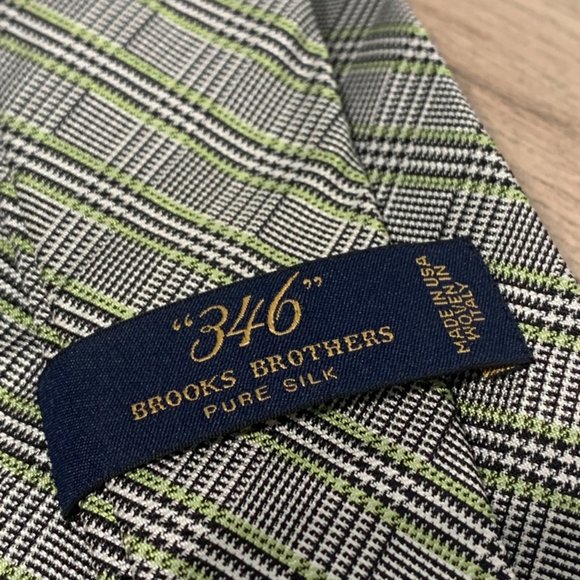 "346"
BROOKS BROTHERS
PURE SILK
MADE IN USA
WOVEN IN
ITALY